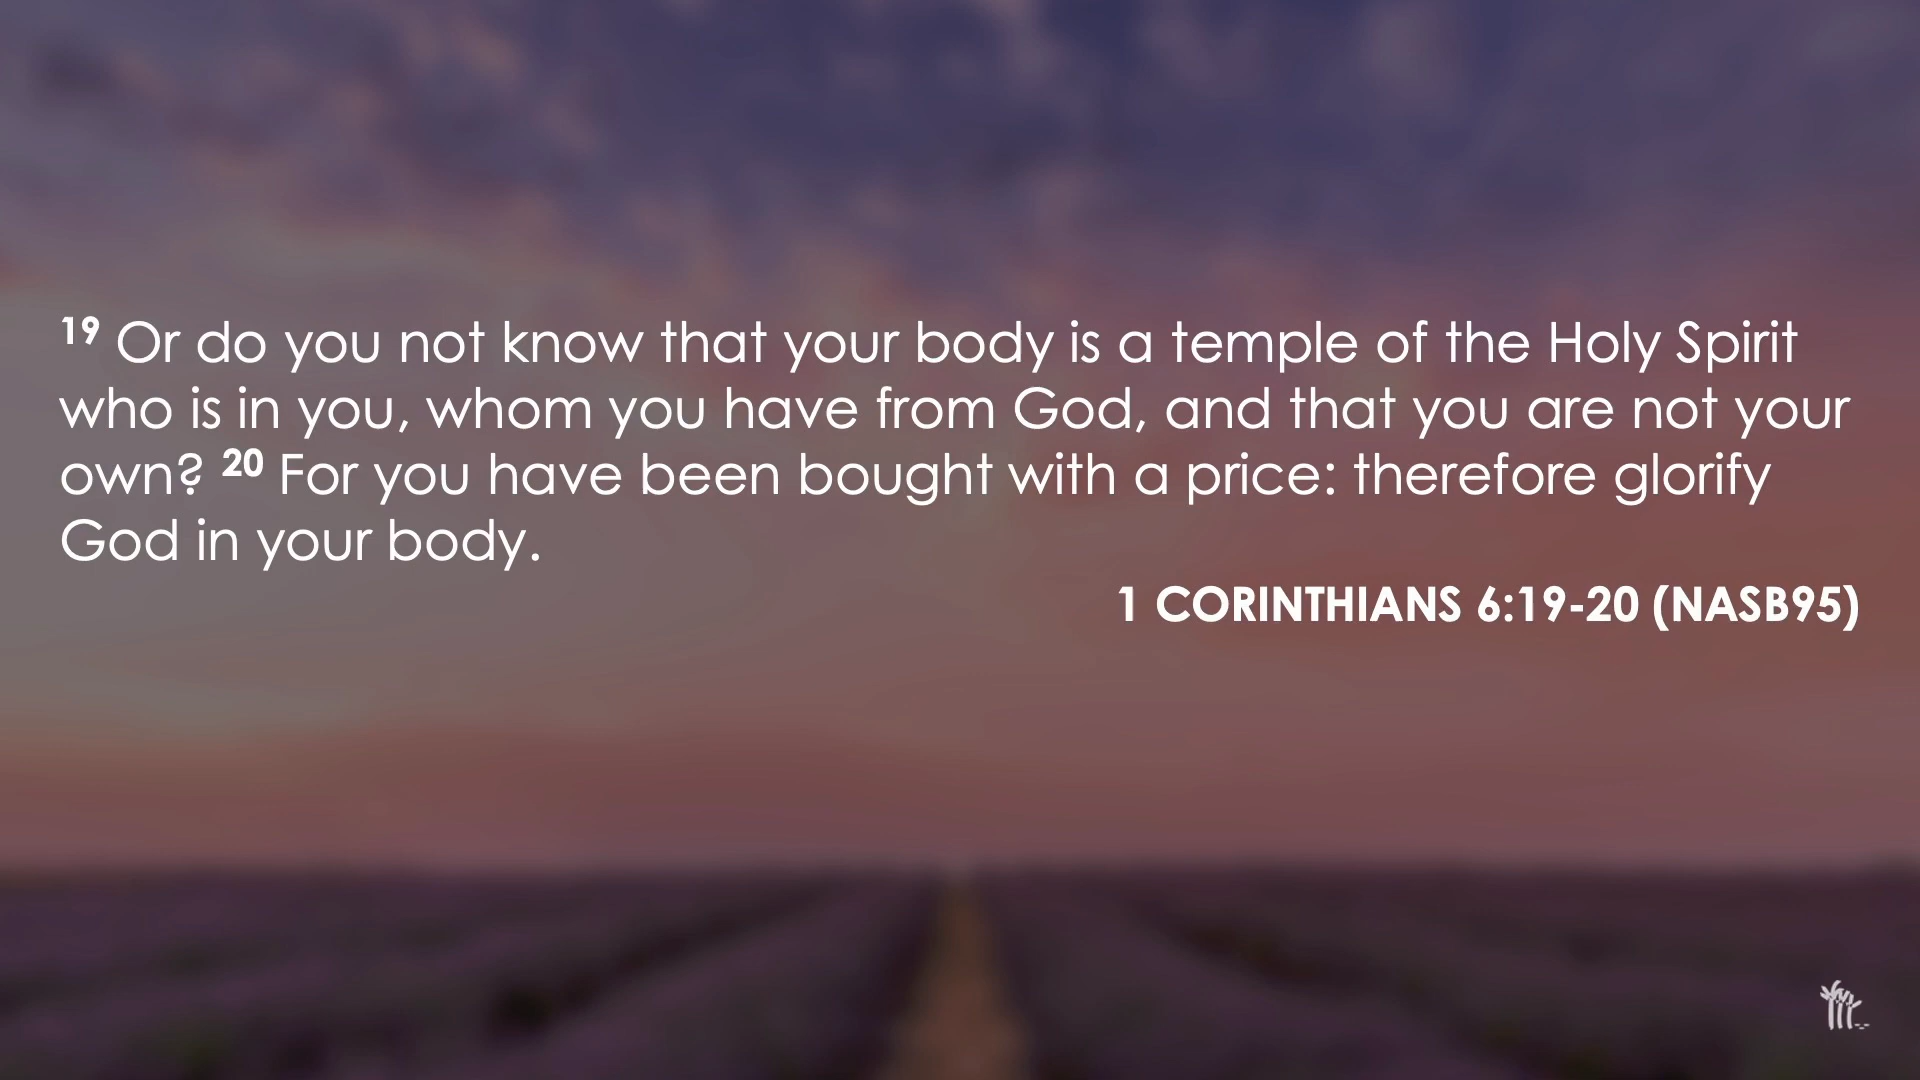 19 Or do you not know that your body is a temple of the Holy Spirit
who is in you, whom you have from God, and that you are not your
own? 20 For you have been bought with a price: therefore glorify
God in your body.
1 CORINTHIANS 6:19-20 (NASB95)